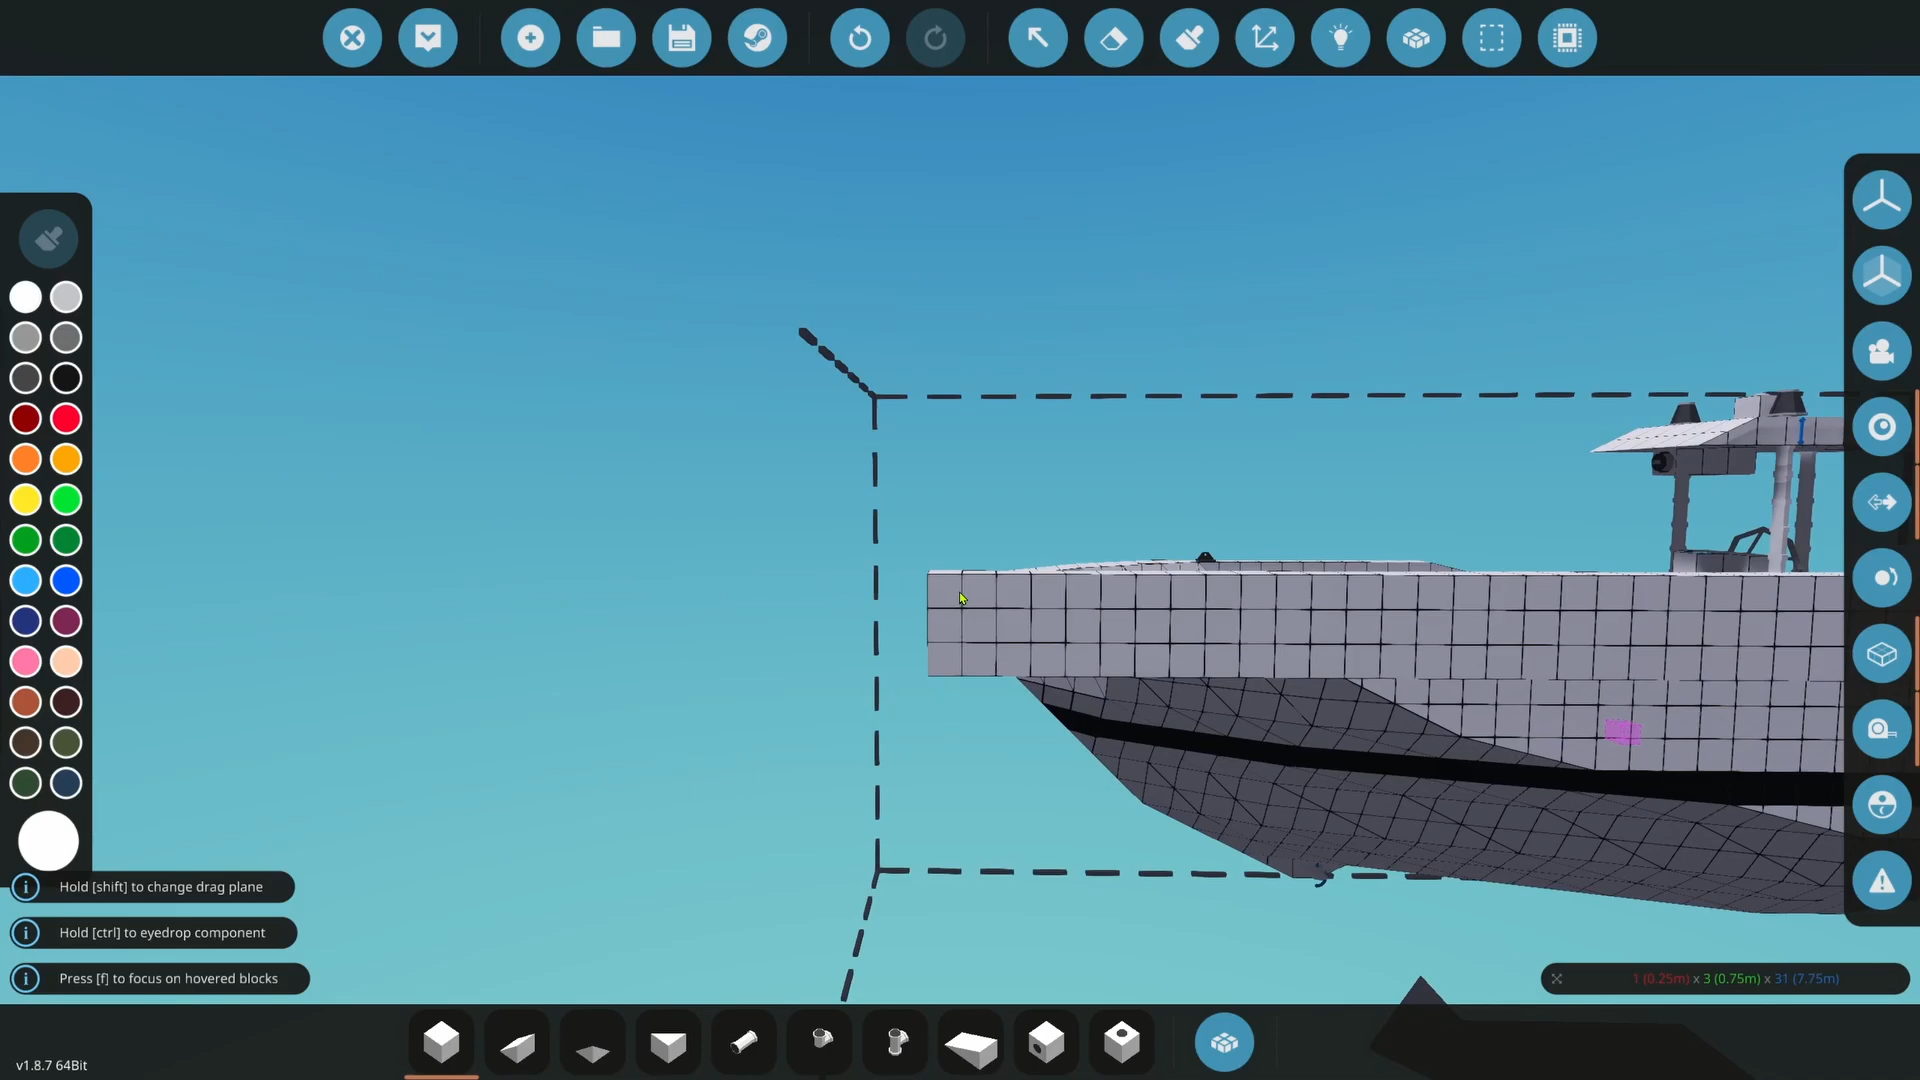 Hold [shift] to change drag plane
Hold [ctrl] to eyedrop component
Press [f] to focus on hovered blocks
1 (0.25m) x 3 (0.75m) x 31 (7.75m)
v1.8.7 64Bit